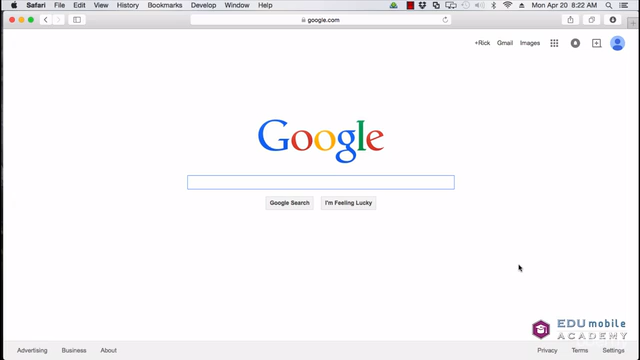 Safari File Edit View History Bookmarks Develop Window Help Mon Apr 20 8:22 AM
google.com
+Rick Gmail Images
Google
Google Search I'm Feeling Lucky
EDU mobile
ACADEMY
Advertising Business About Privacy Terms Settings